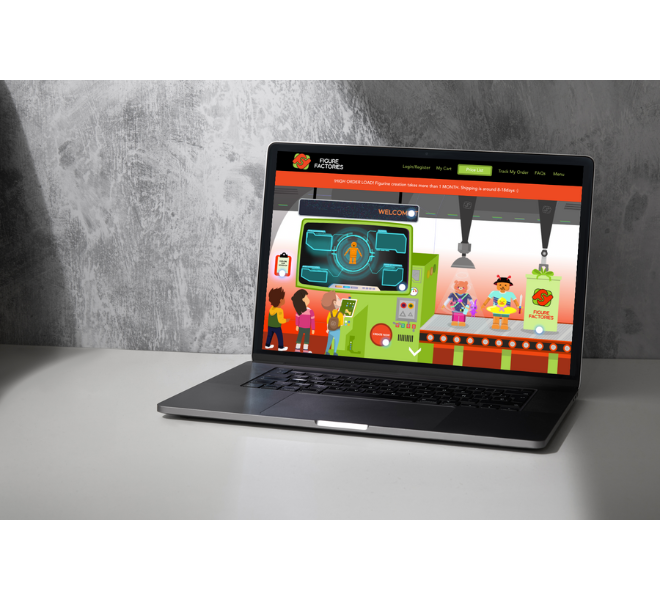 FIGURE
FACTORIES
Login/Register
My Cart
Shop List
Track My Order
FAQs
Menu
HIGH ORDER LOAD! Figurine creation takes more than 1 MONTH. Shipping is around 8-15days :)
WELCOM
FIGURE
FACTORIES